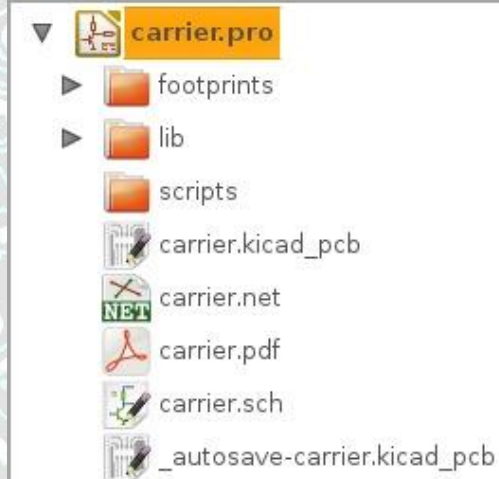 carrier.pro
footprints
lib
scripts
carrier.kicad_pcb
NET
carrier.net
carrier.pdf
carrier.sch
_autosave-carrier.kicad_pcb